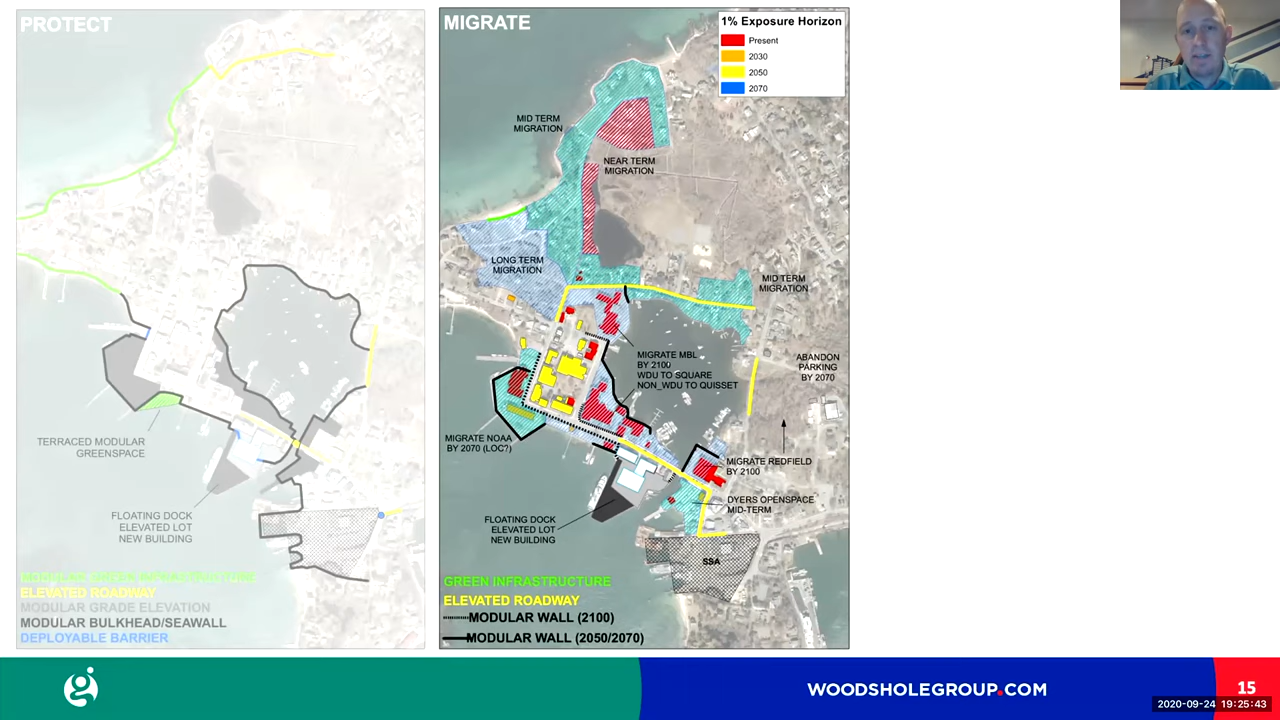 PROTECT
TERRACED MODULAR
GREENSPACE
FLOATING DOCK
ELEVATED LOT
NEW BUILDING
MODULAR GREEN INFRASTRUCTURE
ELEVATED ROADWAY
MODULAR GRADE ELEVATION
MODULAR BULKHEAD/SEAWALL
DEPLOYABLE BARRIER
MIGRATE
1% Exposure Horizon
Present
2030
2050
2070
MID TERM
MIGRATION
NEAR TERM
MIGRATION
LONG TERM
MIGRATION
MID TERM
MIGRATION
MIGRATE MBL
BY 2100
WDU TO SQUARE
NON_WDU TO QUISSET
ABANDON
PARKING
BY 2070
MIGRATE NOAA
BY 2070 (LOC?)
MIGRATE REDFIELD
BY 2100
DYERS OPENSPACE
MID-TERM
FLOATING DOCK
ELEVATED LOT
NEW BUILDING
SSA
GREEN INFRASTRUCTURE
ELEVATED ROADWAY
MODULAR WALL (2100)
MODULAR WALL (2050/2070)
WOODSHOLEGROUP.COM
15
2020-09-24 19:25:43